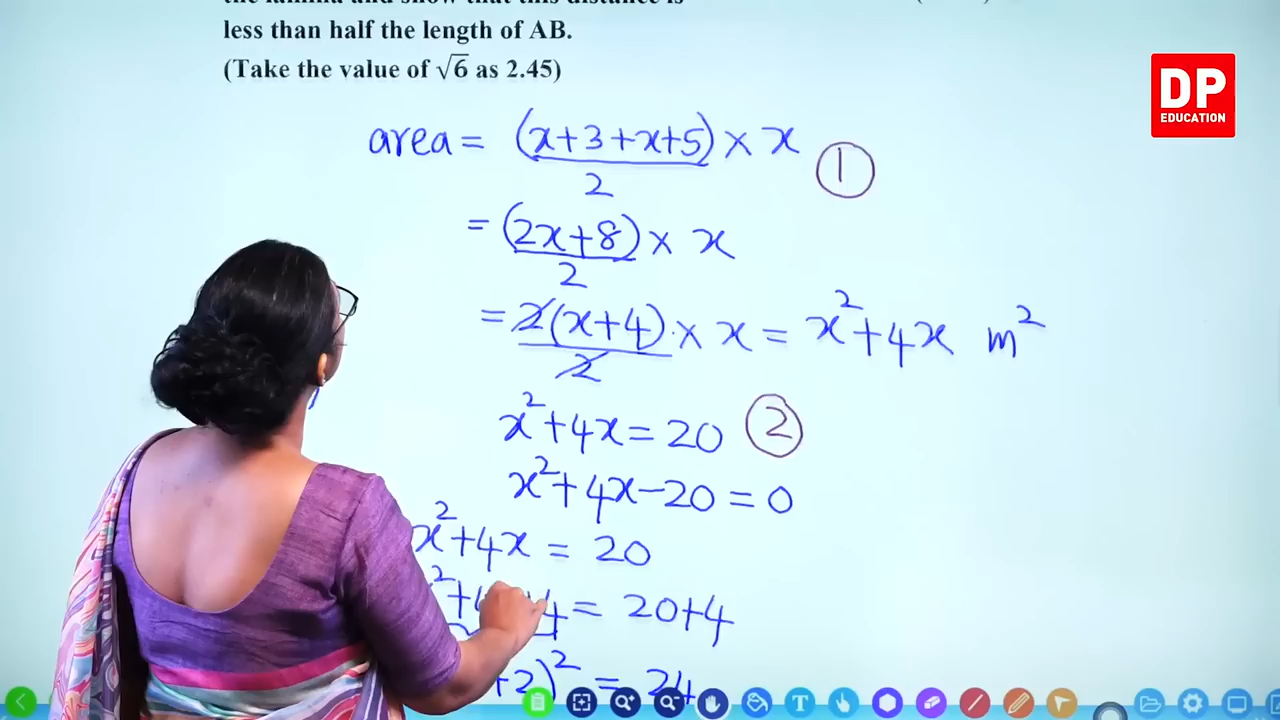 less than half the length of AB.
(Take the value of √6 as 2.45)
DP
EDUCATION
area = (x+3+x+5)/2 × x ①
= (2x+8)/2 × x
= 2(x+4)/2 × x = x²+4x m²
x²+4x = 20 ②
x²+4x-20 = 0
x²+4x = 20
= 20+4
+2)² = 24